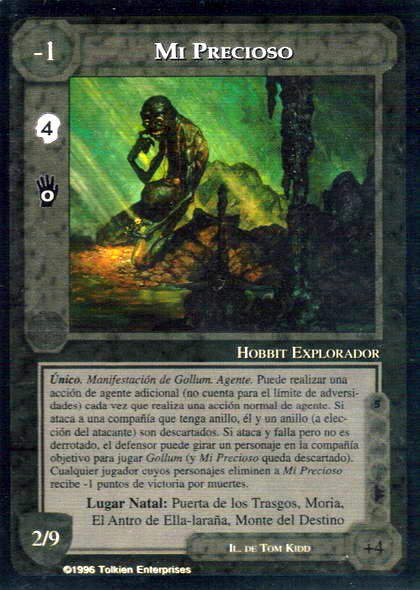 -1
MI PRECIOSO
4
0
HOBBIT EXPLORADOR
Único. Manifestación de Gollum. Agente. Puede realizar una
acción de agente adicional (no cuenta para el límite de adversi-
dades) cada vez que realiza una acción normal de agente. Si
ataca a una compañía que tenga anillo, él y un anillo (a elec-
ción del atacante) son descartados. Si ataca y falla pero no es
derrotado, el defensor puede girar un personaje en la compañía
objetivo para jugar Gollum (y Mi Precioso queda descartado).
Cualquier jugador cuyos personajes eliminen a Mi Precioso
recibe -1 puntos de victoria por muertes.
5
Lugar Natal: Puerta de los Trasgos, Moria,
El Antro de Ella-laraña, Monte del Destino
2/9
IL. DE TOM KIDD
+4
©1996 Tolkien Enterprises